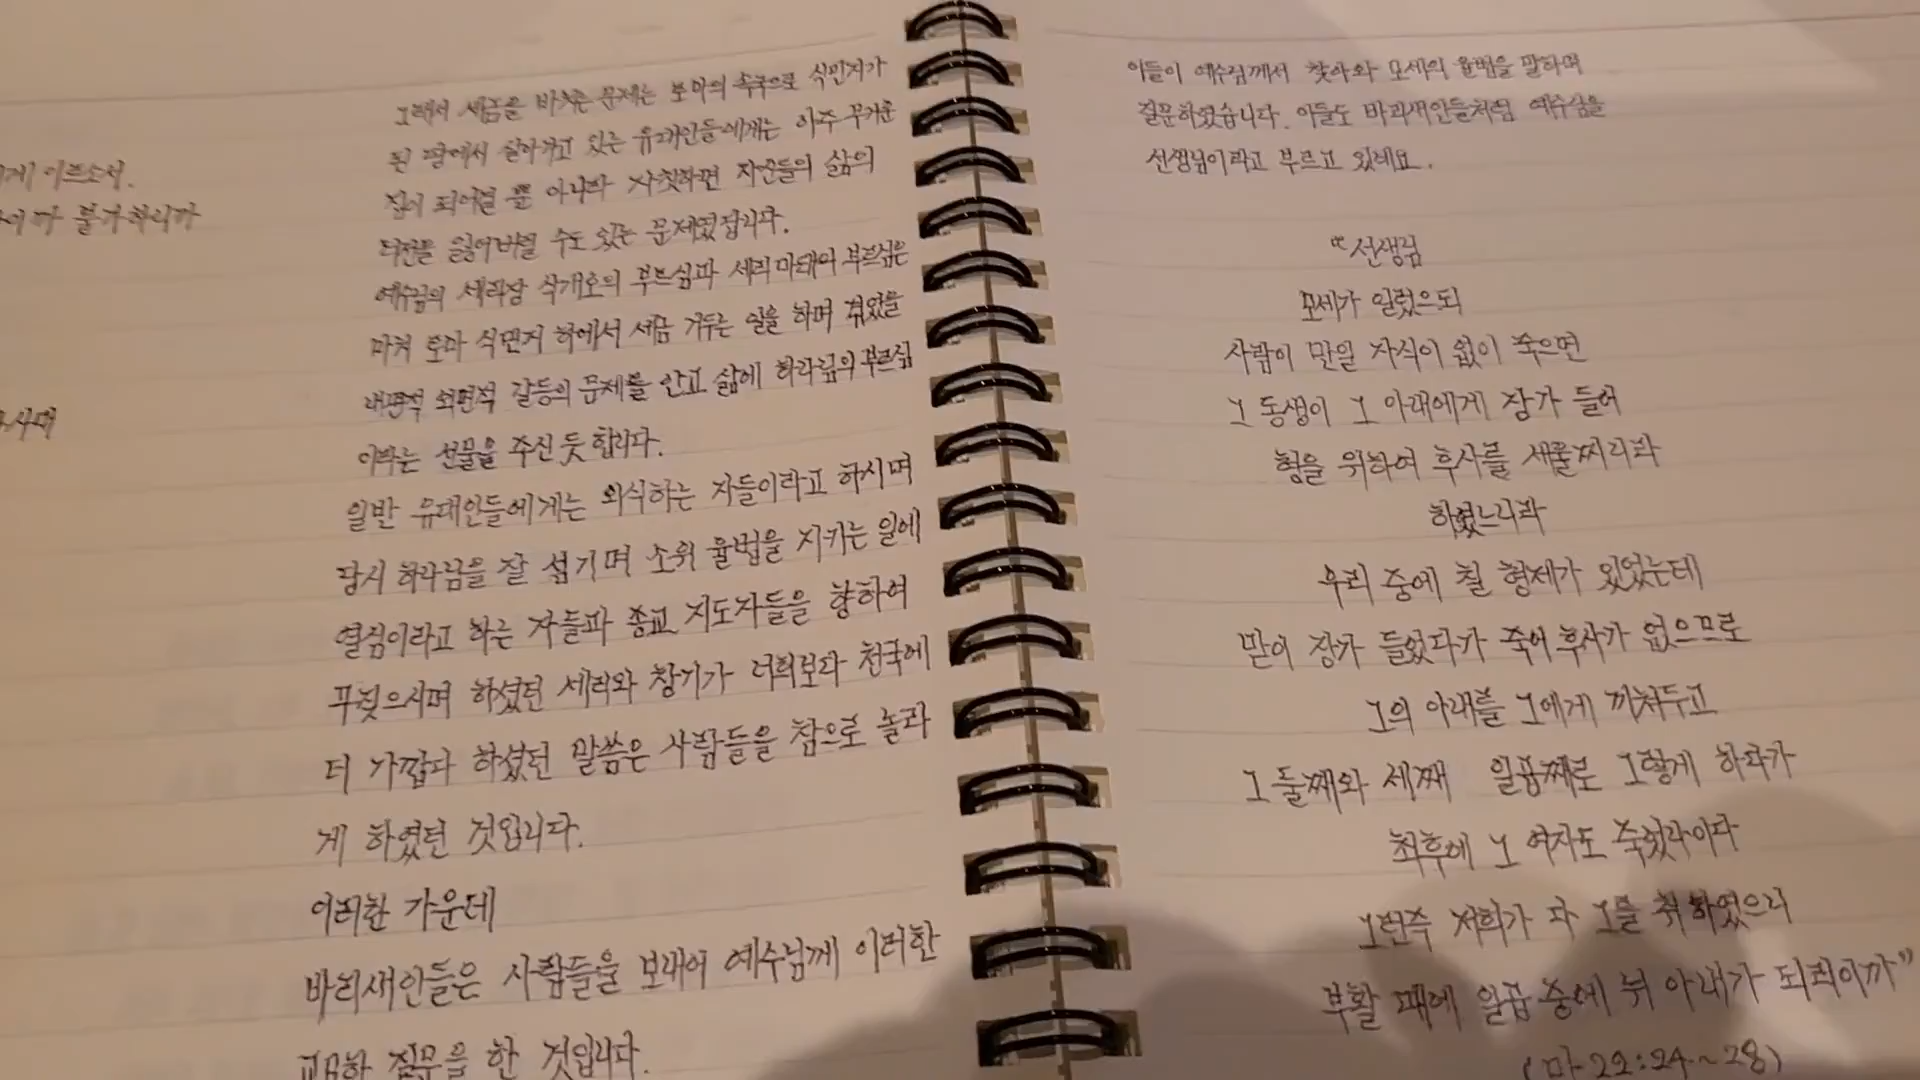 게 이르소서.
불가하니이까
그래서 세금을 바치는 문제는 로마의 속국으로 식민지가
된 땅에서 살아가고 있는 유대인들에게는 아주 무거운
짐이 되어질 뿐 아니라 자칫하면 자신들의 삶의
터전을 잃어버릴 수도 있는 문제였답니다.
예수님의 세리장 삭개오의 부르심과 세리 마태의 부르심은
마치 로마 식민지 하에서 세금 거두는 일을 하며 겪었을
내면적 외면적 갈등의 문제를 안고 삶에 하나님의 부르심
이라는 선물을 주신 듯 합니다.
일반 유대인들에게는 외식하는 자들이라고 하시며
당시 하나님을 잘 섬기며 소위 율법을 지키는 일에
열심이라고 하는 자들과 종교 지도자들을 향하여
꾸짖으시며 하셨던 세리와 창기가 너희보다 천국에
더 가깝다 하셨던 말씀은 사람들을 참으로 놀라
게 하였던 것입니다.
이러한 가운데
바리새인들은 사람들을 보내어 예수님께 이러한
교묘한 질문을 한 것입니다.
이들이 예수님께서 찾아와 모세의 율법을 말하며
질문하였습니다. 이들도 바리새인들처럼 예수님을
선생님이라고 부르고 있네요.
"선생님
모세가 일렀으되
사람이 만일 자식이 없이 죽으면
그 동생이 그 아내에게 장가 들어
형을 위하여 후사를 세울찌니라
하였느니라
우리 중에 칠 형제가 있었는데
맏이 장가 들었다가 죽어 후사가 없으므로
그의 아내를 그에게 끼쳐두고
그 둘째와 세째 일곱째로 그렇게 하다가
최후에 그 여자도 죽었나이다
그런즉 저희가 다 그를 취하였으니
부활 때에 일곱 중에 뉘 아내가 되리이까"
(마 22:24~28)